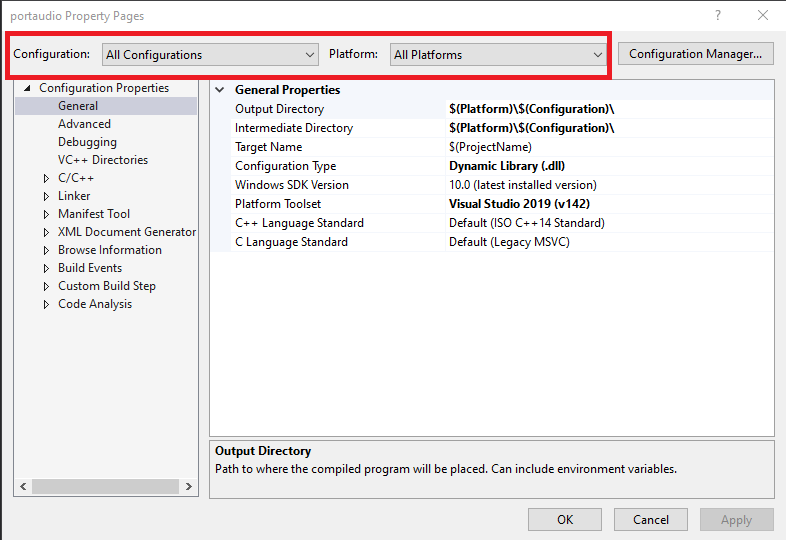 portaudio Property Pages
?
Configuration: All Configurations Platform: All Platforms Configuration Manager...
Configuration Properties
General
Advanced
Debugging
VC++ Directories
C/C++
Linker
Manifest Tool
XML Document Generator
Browse Information
Build Events
Custom Build Step
Code Analysis
General Properties
Output Directory $(Platform)\$(Configuration)\
Intermediate Directory $(Platform)\$(Configuration)\
Target Name $(ProjectName)
Configuration Type Dynamic Library (.dll)
Windows SDK Version 10.0 (latest installed version)
Platform Toolset Visual Studio 2019 (v142)
C++ Language Standard Default (ISO C++14 Standard)
C Language Standard Default (Legacy MSVC)
Output Directory
Path to where the compiled program will be placed. Can include environment variables.
OK Cancel Apply